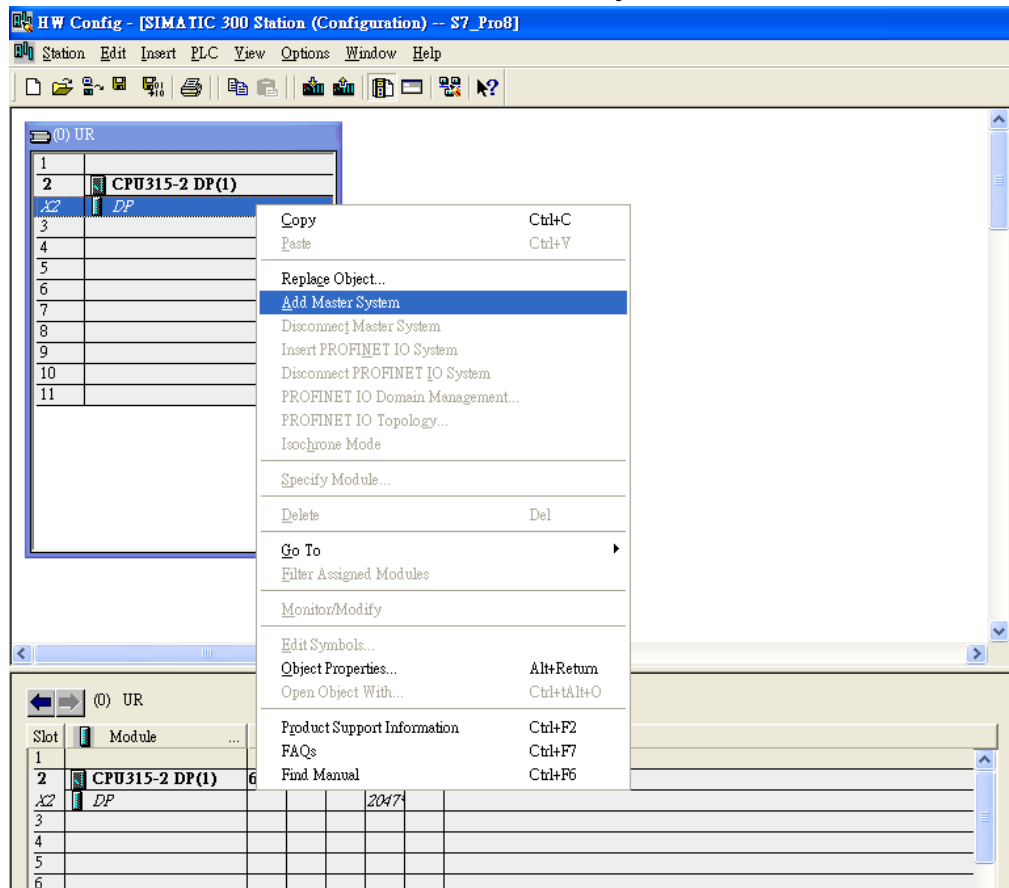 HW Config - [SIMATIC 300 Station (Configuration) -- S7_Pro8]
Station Edit Insert PLC View Options Window Help
(0) UR
1
2 CPU315-2 DP(1)
X2 DP
3
4
5
6
7
8
9
10
11
Copy Ctrl+C
Paste Ctrl+V
Replace Object...
Add Master System
Disconnect Master System
Insert PROFINET IO System
Disconnect PROFINET IO System
PROFINET IO Domain Management...
PROFINET IO Topology...
Isochrone Mode
Specify Module...
Delete Del
Go To
Filter Assigned Modules
Monitor/Modify
Edit Symbols...
Object Properties... Alt+Return
Open Object With... Ctrl+tAlt+O
Product Support Information Ctrl+F2
FAQs Ctrl+F7
Find Manual Ctrl+F6
(0) UR
Slot Module ...
1
2 CPU315-2 DP(1) 6
X2 DP 2047
3
4
5
6